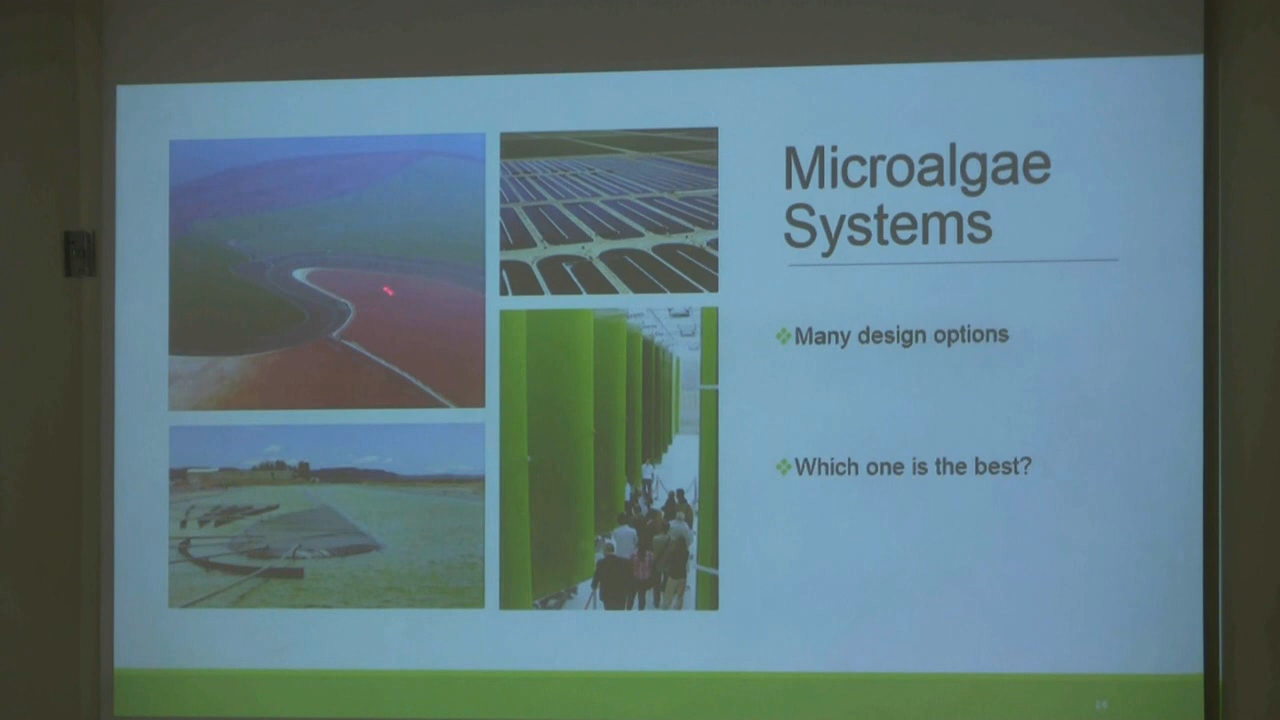 Microalgae
Systems
❖Many design options
❖Which one is the best?